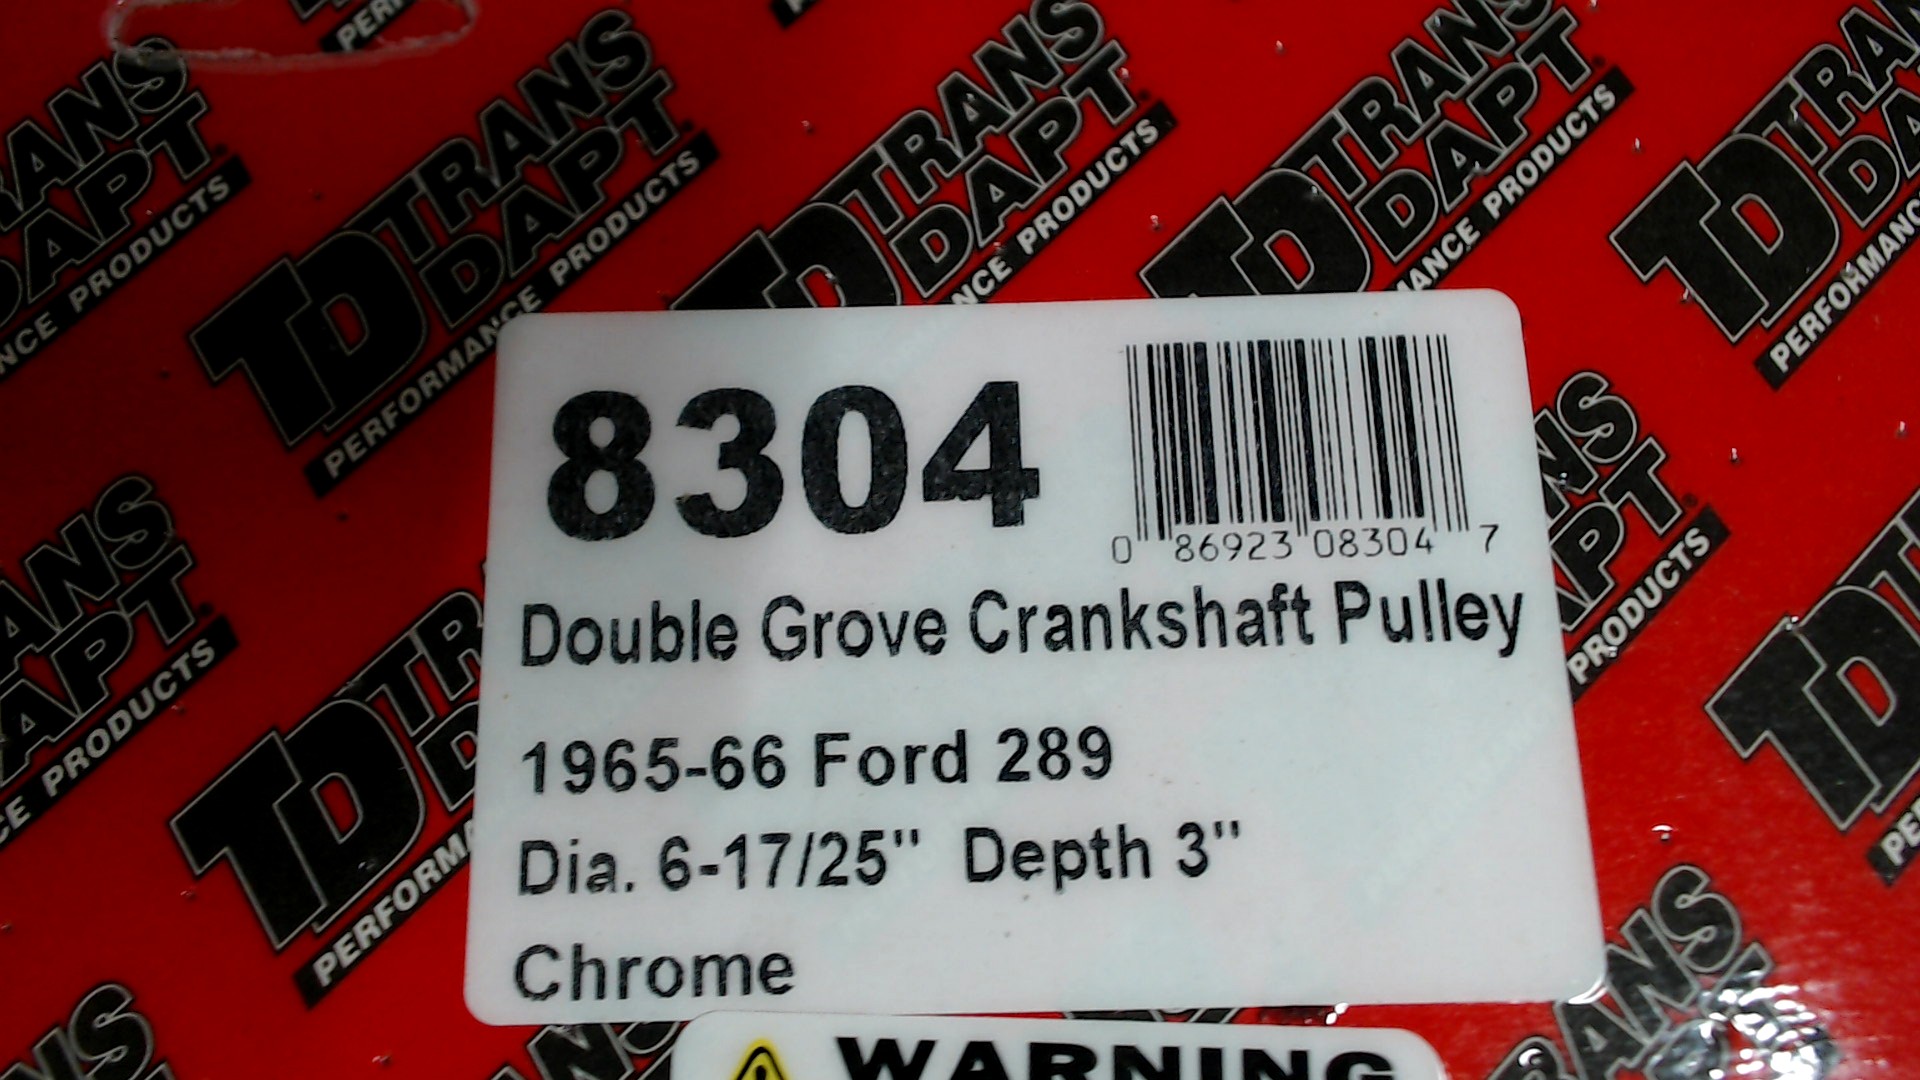 TRANS
DAPT
TD
PERFORMANCE PRODUCTS
8304
0 86923 08304 7
Double Grove Crankshaft Pulley
1965-66 Ford 289
Dia. 6-17/25" Depth 3"
Chrome
WARNING